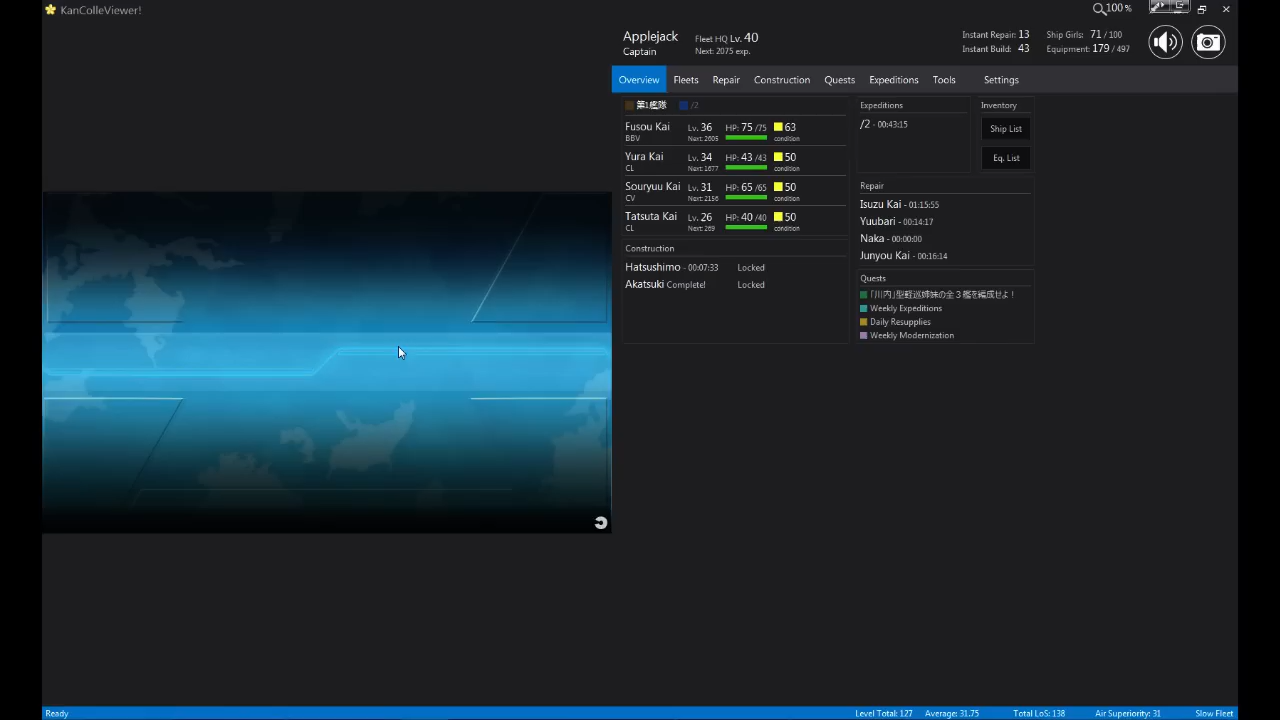 KanColleViewer!
100 %
Applejack
Captain
Fleet HQ Lv. 40
Next: 2075 exp.
Instant Repair: 13
Instant Build: 43
Ship Girls: 71 / 100
Equipment: 179 / 497
Overview Fleets Repair Construction Quests Expeditions Tools Settings
第1艦隊 /2
Fusou Kai Lv. 36 HP: 75 /75 63
BBV Next: 2605 condition
Yura Kai Lv. 34 HP: 43 /43 50
CL Next: 1677 condition
Souryuu Kai Lv. 31 HP: 65 /65 50
CV Next: 2156 condition
Tatsuta Kai Lv. 26 HP: 40 /40 50
CL Next: 269 condition
Construction
Hatsushimo - 00:07:33 Locked
Akatsuki Complete! Locked
Expeditions
/2 - 00:43:15
Inventory
Ship List
Eq. List
Repair
Isuzu Kai - 01:15:55
Yuubari - 00:14:17
Naka - 00:00:00
Junyou Kai - 00:16:14
Quests
「川内」型軽巡姉妹の全3艦を編成せよ！
Weekly Expeditions
Daily Resupplies
Weekly Modernization
Ready
Level Total: 127 Average: 31.75 Total LoS: 138 Air Superiority: 31 Slow Fleet